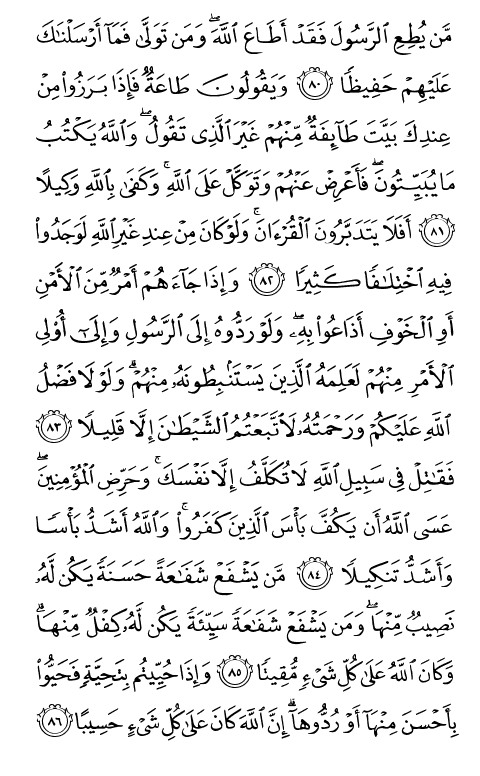 مَّن يُطِعِ ٱلرَّسُولَ فَقَدْ أَطَاعَ ٱللَّهَۖ وَمَن تَوَلَّىٰ فَمَآ أَرْسَلْنَٰكَ
عَلَيْهِمْ حَفِيظًا ٨٠ وَيَقُولُونَ طَاعَةٌ فَإِذَا بَرَزُوا۟ مِنْ
عِندِكَ بَيَّتَ طَآئِفَةٌ مِّنْهُمْ غَيْرَ ٱلَّذِى تَقُولُۖ وَٱللَّهُ يَكْتُبُ
مَا يُبَيِّتُونَۖ فَأَعْرِضْ عَنْهُمْ وَتَوَكَّلْ عَلَى ٱللَّهِۚ وَكَفَىٰ بِٱللَّهِ وَكِيلًا
٨١ أَفَلَا يَتَدَبَّرُونَ ٱلْقُرْءَانَۚ وَلَوْ كَانَ مِنْ عِندِ غَيْرِ ٱللَّهِ لَوَجَدُوا۟
فِيهِ ٱخْتِلَٰفًا كَثِيرًا ٨٢ وَإِذَا جَآءَهُمْ أَمْرٌ مِّنَ ٱلْأَمْنِ
أَوِ ٱلْخَوْفِ أَذَاعُوا۟ بِهِۦۖ وَلَوْ رَدُّوهُ إِلَى ٱلرَّسُولِ وَإِلَىٰٓ أُو۟لِى
ٱلْأَمْرِ مِنْهُمْ لَعَلِمَهُ ٱلَّذِينَ يَسْتَنۢبِطُونَهُۥ مِنْهُمْۗ وَلَوْلَا فَضْلُ
ٱللَّهِ عَلَيْكُمْ وَرَحْمَتُهُۥ لَٱتَّبَعْتُمُ ٱلشَّيْطَٰنَ إِلَّا قَلِيلًا ٨٣
فَقَٰتِلْ فِى سَبِيلِ ٱللَّهِ لَا تُكَلَّفُ إِلَّا نَفْسَكَۚ وَحَرِّضِ ٱلْمُؤْمِنِينَۖ
عَسَى ٱللَّهُ أَن يَكُفَّ بَأْسَ ٱلَّذِينَ كَفَرُوا۟ۚ وَٱللَّهُ أَشَدُّ بَأْسًا
وَأَشَدُّ تَنكِيلًا ٨٤ مَّن يَشْفَعْ شَفَٰعَةً حَسَنَةً يَكُن لَّهُۥ
نَصِيبٌ مِّنْهَاۖ وَمَن يَشْفَعْ شَفَٰعَةً سَيِّئَةً يَكُن لَّهُۥ كِفْلٌ مِّنْهَاۗ
وَكَانَ ٱللَّهُ عَلَىٰ كُلِّ شَىْءٍ مُّقِيتًا ٨٥ وَإِذَا حُيِّيتُم بِتَحِيَّةٍ فَحَيُّوا۟
بِأَحْسَنَ مِنْهَآ أَوْ رُدُّوهَآۗ إِنَّ ٱللَّهَ كَانَ عَلَىٰ كُلِّ شَىْءٍ حَسِيبًا ٨٦